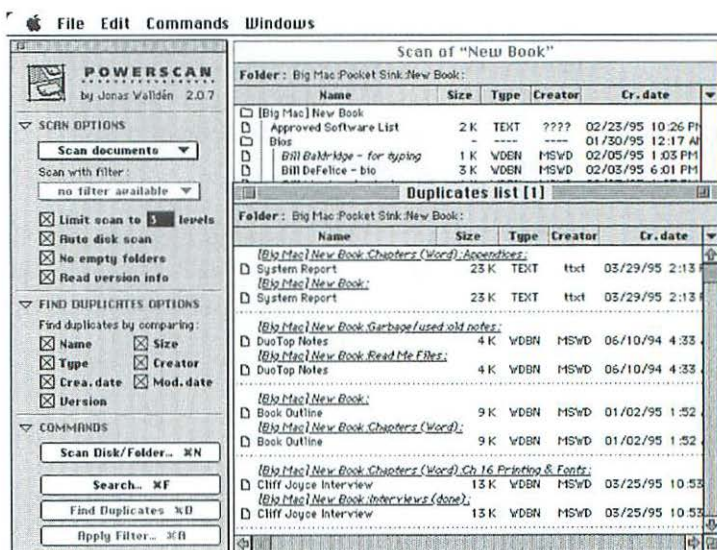 File Edit Commands Windows
POWERSCAN
by Jonas Walldén 2.0.7
SCAN OPTIONS
Scan documents
Scan with filter:
no filter available
Limit scan to 3 levels
Auto disk scan
No empty folders
Read version info
FIND DUPLICATES OPTIONS
Find duplicates by comparing:
Name Size
Type Creator
Crea.date Mod.date
Version
COMMANDS
Scan Disk/Folder... ⌘N
Search... ⌘F
Find Duplicates ⌘D
Apply Filter... ⌘A
Scan of “New Book”
Folder: Big Mac:Pocket Sink:New Book:
Name Size Type Creator Cr.date
[Big Mac] New Book
Approved Software List 2 K TEXT ???? 02/23/95 10:26 PM
Bios - ---- ---- 01/30/95 12:17 AM
Bill Baldridge - for typing 1 K WDBN MSWD 02/05/95 1:03 PM
Bill DeFelice - bio 3 K WDBN MSWD 02/03/95 6:01 PM
Duplicates list [1]
Folder: Big Mac:Pocket Sink:New Book:
Name Size Type Creator Cr.date
[Big Mac] New Book:Chapters (Word):Appendices:
System Report 23 K TEXT ttxt 03/29/95 2:13
[Big Mac] New Book:
System Report 23 K TEXT ttxt 03/29/95 2:13
[Big Mac] New Book:Garbage/used:old notes:
DuoTop Notes 4 K WDBN MSWD 06/10/94 4:33
[Big Mac] New Book:Read Me Files:
DuoTop Notes 4 K WDBN MSWD 06/10/94 4:33
[Big Mac] New Book:
Book Outline 9 K WDBN MSWD 01/02/95 1:52
[Big Mac] New Book:Chapters (Word):
Book Outline 9 K WDBN MSWD 01/02/95 1:52
[Big Mac] New Book:Chapters (Word):Ch 16 Printing & Fonts:
Cliff Joyce Interview 13 K WDBN MSWD 03/25/95 10:53
[Big Mac] New Book:Interviews (done):
Cliff Joyce Interview 13 K WDBN MSWD 03/25/95 10:53